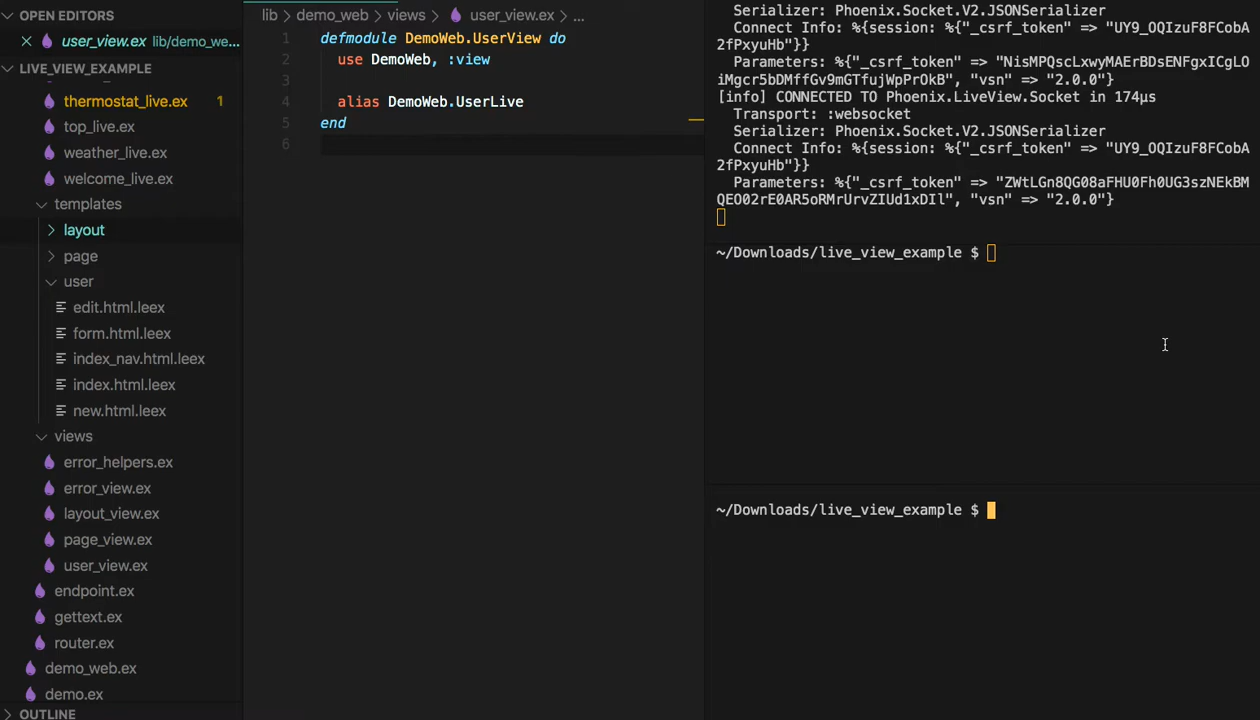 OPEN EDITORS
user_view.ex lib/demo_we...
LIVE_VIEW_EXAMPLE
thermostat_live.ex 1
top_live.ex
weather_live.ex
welcome_live.ex
templates
layout
page
user
edit.html.leex
form.html.leex
index_nav.html.leex
index.html.leex
new.html.leex
views
error_helpers.ex
error_view.ex
layout_view.ex
page_view.ex
user_view.ex
endpoint.ex
gettext.ex
router.ex
demo_web.ex
demo.ex
OUTLINE
lib > demo_web > views > user_view.ex > ...
1 defmodule DemoWeb.UserView do
2 use DemoWeb, :view
3
4 alias DemoWeb.UserLive
5 end
6
Serializer: Phoenix.Socket.V2.JSONSerializer
Connect Info: %{session: %{"_csrf_token" => "UY9_OQIzuF8FCobA
2fPxyuHb"}}
Parameters: %{"_csrf_token" => "NisMPQscLxwyMAErBDsENFgxICgLO
iMgcr5bDMffGv9mGTfujWpPrOkB", "vsn" => "2.0.0"}
[info] CONNECTED TO Phoenix.LiveView.Socket in 174µs
Transport: :websocket
Serializer: Phoenix.Socket.V2.JSONSerializer
Connect Info: %{session: %{"_csrf_token" => "UY9_OQIzuF8FCobA
2fPxyuHb"}}
Parameters: %{"_csrf_token" => "ZWtLGn8QG08aFHU0Fh0UG3szNEkBM
QEO02rE0AR5oRMrUrvZIUd1xDIl", "vsn" => "2.0.0"}
~/Downloads/live_view_example $
~/Downloads/live_view_example $